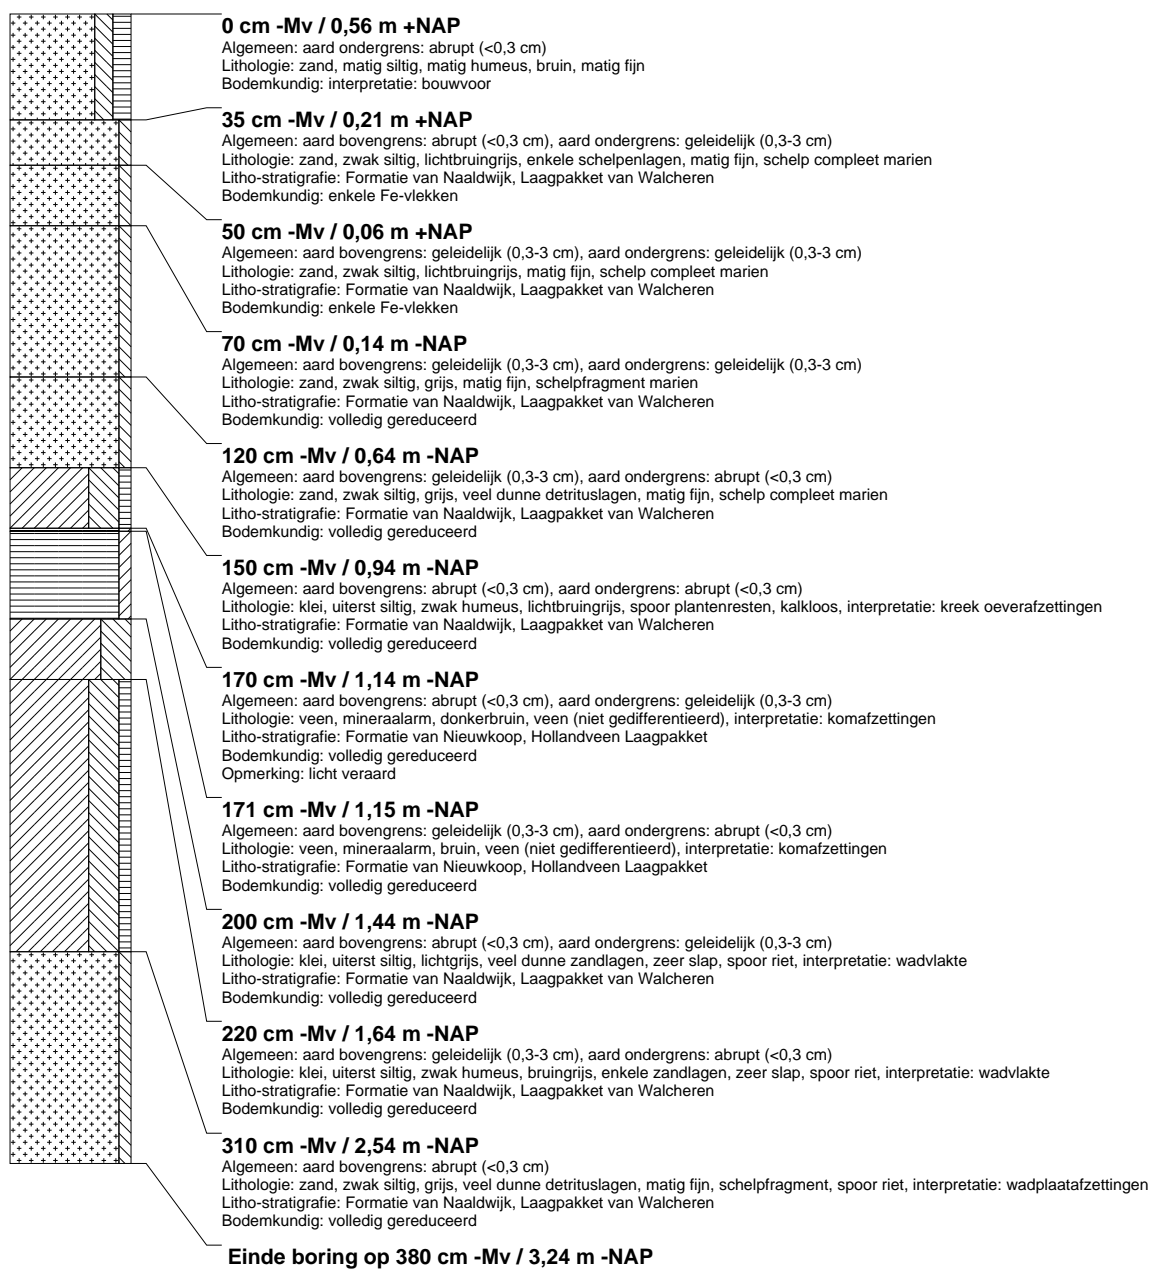 0 cm -Mv / 0,56 m +NAP
Algemeen: aard ondergrens: abrupt (<0,3 cm)
Lithologie: zand, matig siltig, matig humeus, bruin, matig fijn
Bodemkundig: interpretatie: bouwvoor
35 cm -Mv / 0,21 m +NAP
Algemeen: aard bovengrens: abrupt (<0,3 cm), aard ondergrens: geleidelijk (0,3-3 cm)
Lithologie: zand, zwak siltig, lichtbruingrijs, enkele schelpenlagen, matig fijn, schelp compleet marien
Litho-stratigrafie: Formatie van Naaldwijk, Laagpakket van Walcheren
Bodemkundig: enkele Fe-vlekken
50 cm -Mv / 0,06 m +NAP
Algemeen: aard bovengrens: geleidelijk (0,3-3 cm), aard ondergrens: geleidelijk (0,3-3 cm)
Lithologie: zand, zwak siltig, lichtbruingrijs, matig fijn, schelp compleet marien
Litho-stratigrafie: Formatie van Naaldwijk, Laagpakket van Walcheren
Bodemkundig: enkele Fe-vlekken
70 cm -Mv / 0,14 m -NAP
Algemeen: aard bovengrens: geleidelijk (0,3-3 cm), aard ondergrens: geleidelijk (0,3-3 cm)
Lithologie: zand, zwak siltig, grijs, matig fijn, schelpfragment marien
Litho-stratigrafie: Formatie van Naaldwijk, Laagpakket van Walcheren
Bodemkundig: volledig gereduceerd
120 cm -Mv / 0,64 m -NAP
Algemeen: aard bovengrens: geleidelijk (0,3-3 cm), aard ondergrens: abrupt (<0,3 cm)
Lithologie: zand, zwak siltig, grijs, veel dunne detrituslagen, matig fijn, schelp compleet marien
Litho-stratigrafie: Formatie van Naaldwijk, Laagpakket van Walcheren
Bodemkundig: volledig gereduceerd
150 cm -Mv / 0,94 m -NAP
Algemeen: aard bovengrens: abrupt (<0,3 cm), aard ondergrens: abrupt (<0,3 cm)
Lithologie: klei, uiterst siltig, zwak humeus, lichtbruingrijs, spoor plantenresten, kalkloos, interpretatie: kreek oeverafzettingen
Litho-stratigrafie: Formatie van Naaldwijk, Laagpakket van Walcheren
Bodemkundig: volledig gereduceerd
170 cm -Mv / 1,14 m -NAP
Algemeen: aard bovengrens: abrupt (<0,3 cm), aard ondergrens: geleidelijk (0,3-3 cm)
Lithologie: veen, mineraalarm, donkerbruin, veen (niet gedifferentieerd), interpretatie: komafzettingen
Litho-stratigrafie: Formatie van Nieuwkoop, Hollandveen Laagpakket
Bodemkundig: volledig gereduceerd
Opmerking: licht veraard
171 cm -Mv / 1,15 m -NAP
Algemeen: aard bovengrens: geleidelijk (0,3-3 cm), aard ondergrens: abrupt (<0,3 cm)
Lithologie: veen, mineraalarm, bruin, veen (niet gedifferentieerd), interpretatie: komafzettingen
Litho-stratigrafie: Formatie van Nieuwkoop, Hollandveen Laagpakket
Bodemkundig: volledig gereduceerd
200 cm -Mv / 1,44 m -NAP
Algemeen: aard bovengrens: abrupt (<0,3 cm), aard ondergrens: geleidelijk (0,3-3 cm)
Lithologie: klei, uiterst siltig, lichtgrijs, veel dunne zandlagen, zeer slap, spoor riet, interpretatie: wadvlakte
Litho-stratigrafie: Formatie van Naaldwijk, Laagpakket van Walcheren
Bodemkundig: volledig gereduceerd
220 cm -Mv / 1,64 m -NAP
Algemeen: aard bovengrens: geleidelijk (0,3-3 cm), aard ondergrens: abrupt (<0,3 cm)
Lithologie: klei, uiterst siltig, zwak humeus, bruingrijs, enkele zandlagen, zeer slap, spoor riet, interpretatie: wadvlakte
Litho-stratigrafie: Formatie van Naaldwijk, Laagpakket van Walcheren
Bodemkundig: volledig gereduceerd
310 cm -Mv / 2,54 m -NAP
Algemeen: aard bovengrens: abrupt (<0,3 cm)
Lithologie: zand, zwak siltig, grijs, veel dunne detrituslagen, matig fijn, schelpfragment, spoor riet, interpretatie: wadplaatafzettingen
Litho-stratigrafie: Formatie van Naaldwijk, Laagpakket van Walcheren
Bodemkundig: volledig gereduceerd
Einde boring op 380 cm -Mv / 3,24 m -NAP